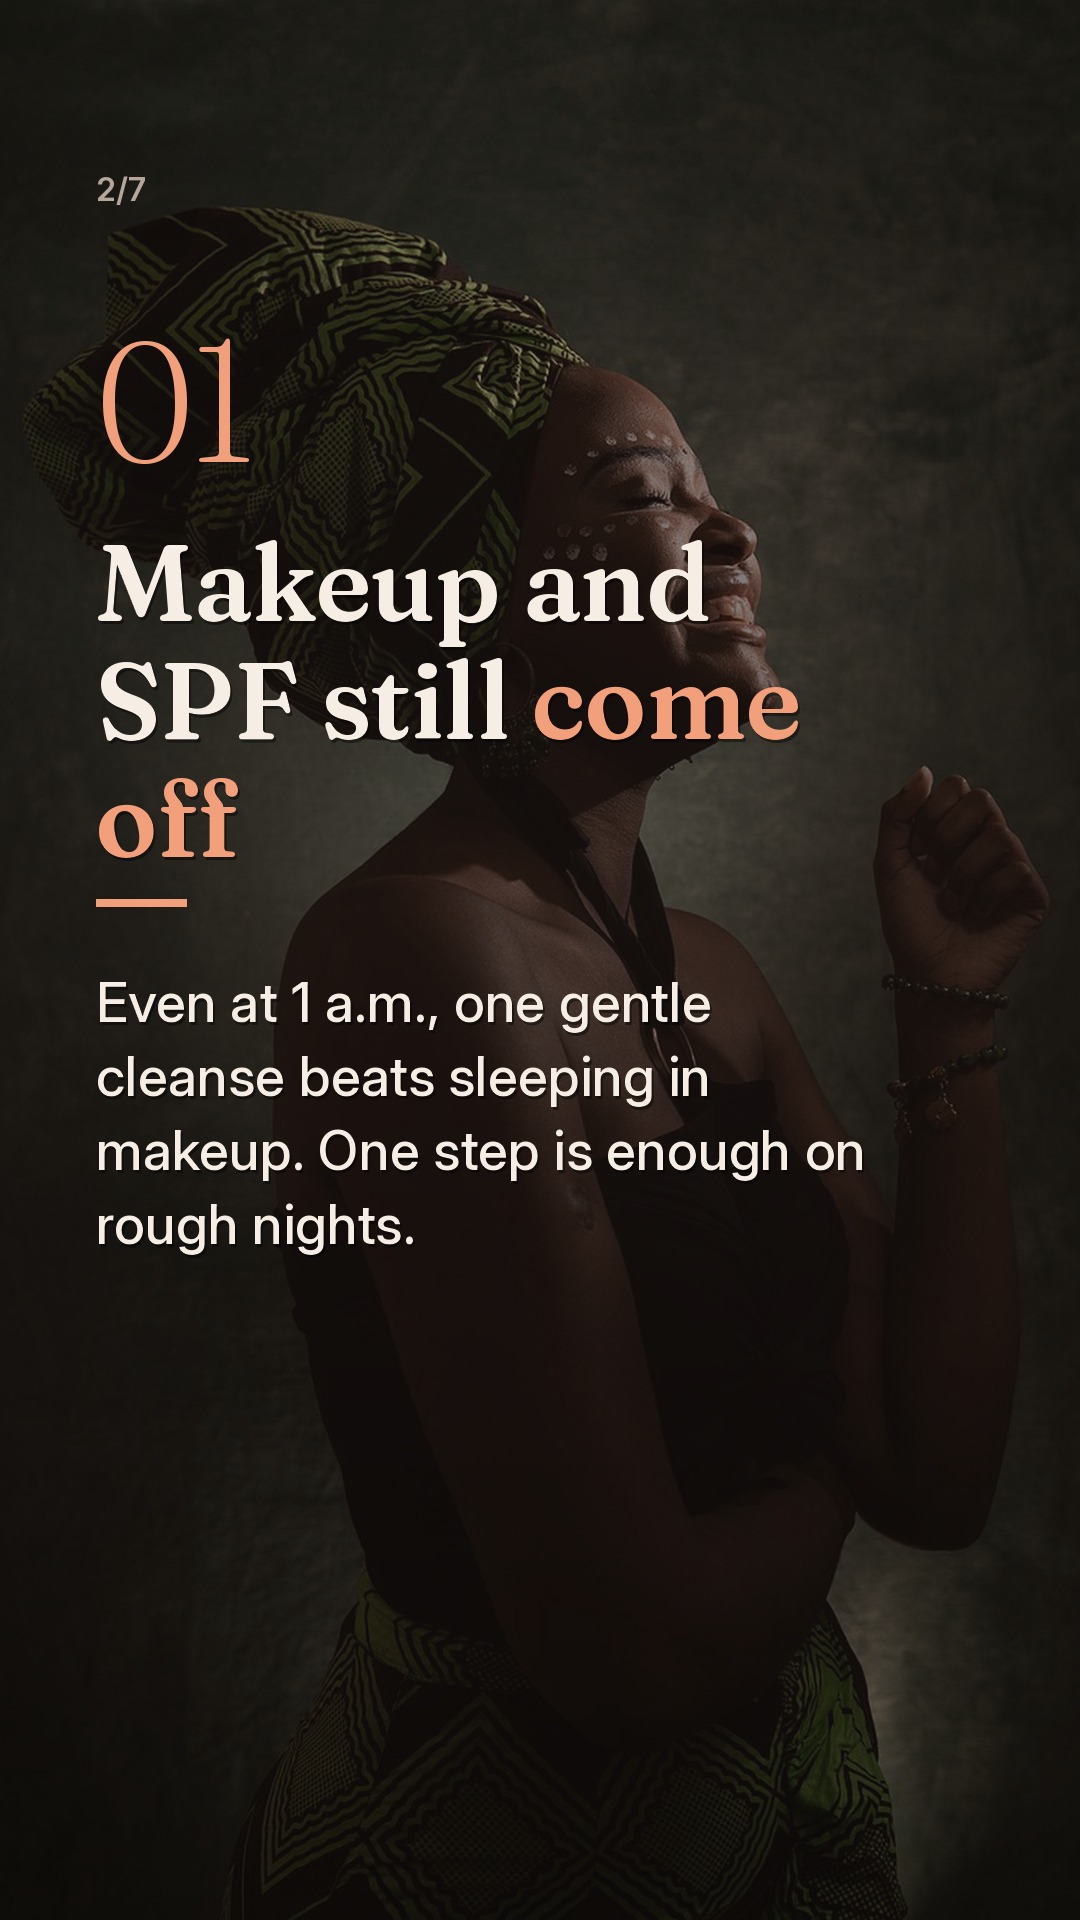 2/7
01
Makeup and
SPF still come
off
Even at 1 a.m., one gentle
cleanse beats sleeping in
makeup. One step is enough on
rough nights.